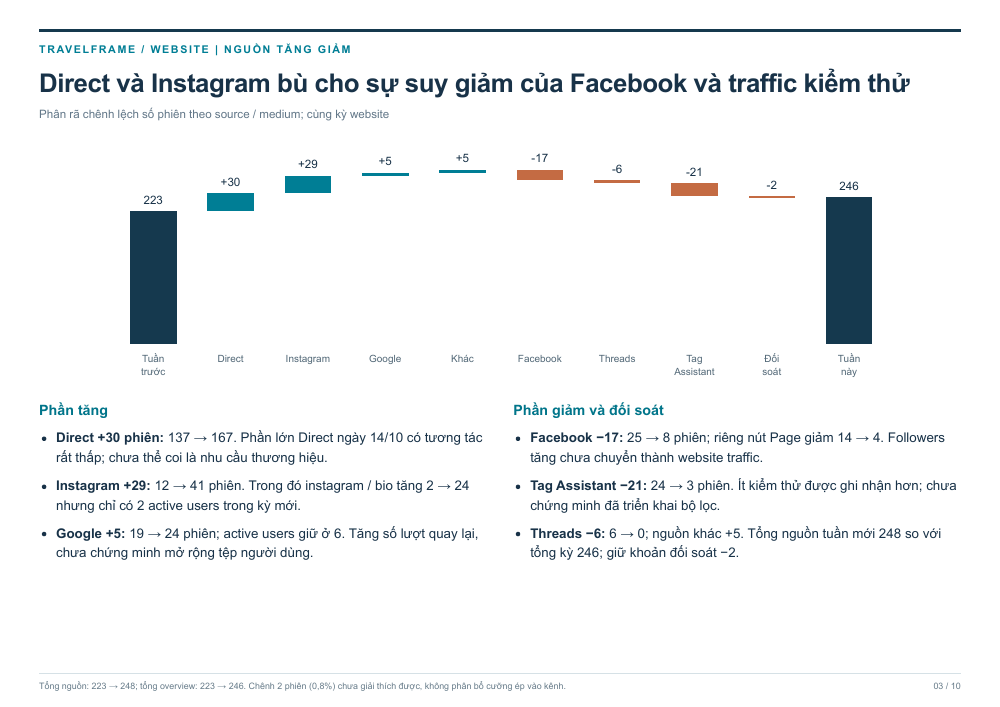 TRAVELFRAME / WEBSITE | NGUỒN TĂNG GIẢM
Direct và Instagram bù cho sự suy giảm của Facebook và traffic kiểm thử
Phân rã chênh lệch số phiên theo source / medium; cùng kỳ website
223
+30
+29
+5
+5
-17
-6
-21
-2
246
Tuần
trước
Direct
Instagram
Google
Khác
Facebook
Threads
Tag
Assistant
Đối
soát
Tuần
này
Phần tăng
• Direct +30 phiên: 137 → 167. Phần lớn Direct ngày 14/10 có tương tác
rất thấp; chưa thể coi là nhu cầu thương hiệu.
• Instagram +29: 12 → 41 phiên. Trong đó instagram / bio tăng 2 → 24
nhưng chỉ có 2 active users trong kỳ mới.
• Google +5: 19 → 24 phiên; active users giữ ở 6. Tăng số lượt quay lại,
chưa chứng minh mở rộng tệp người dùng.
Phần giảm và đối soát
• Facebook −17: 25 → 8 phiên; riêng nút Page giảm 14 → 4. Followers
tăng chưa chuyển thành website traffic.
• Tag Assistant −21: 24 → 3 phiên. Ít kiểm thử được ghi nhận hơn; chưa
chứng minh đã triển khai bộ lọc.
• Threads −6: 6 → 0; nguồn khác +5. Tổng nguồn tuần mới 248 so với
tổng kỳ 246; giữ khoản đối soát −2.
Tổng nguồn: 223 → 248; tổng overview: 223 → 246. Chênh 2 phiên (0,8%) chưa giải thích được, không phân bổ cưỡng ép vào kênh.
03 / 10